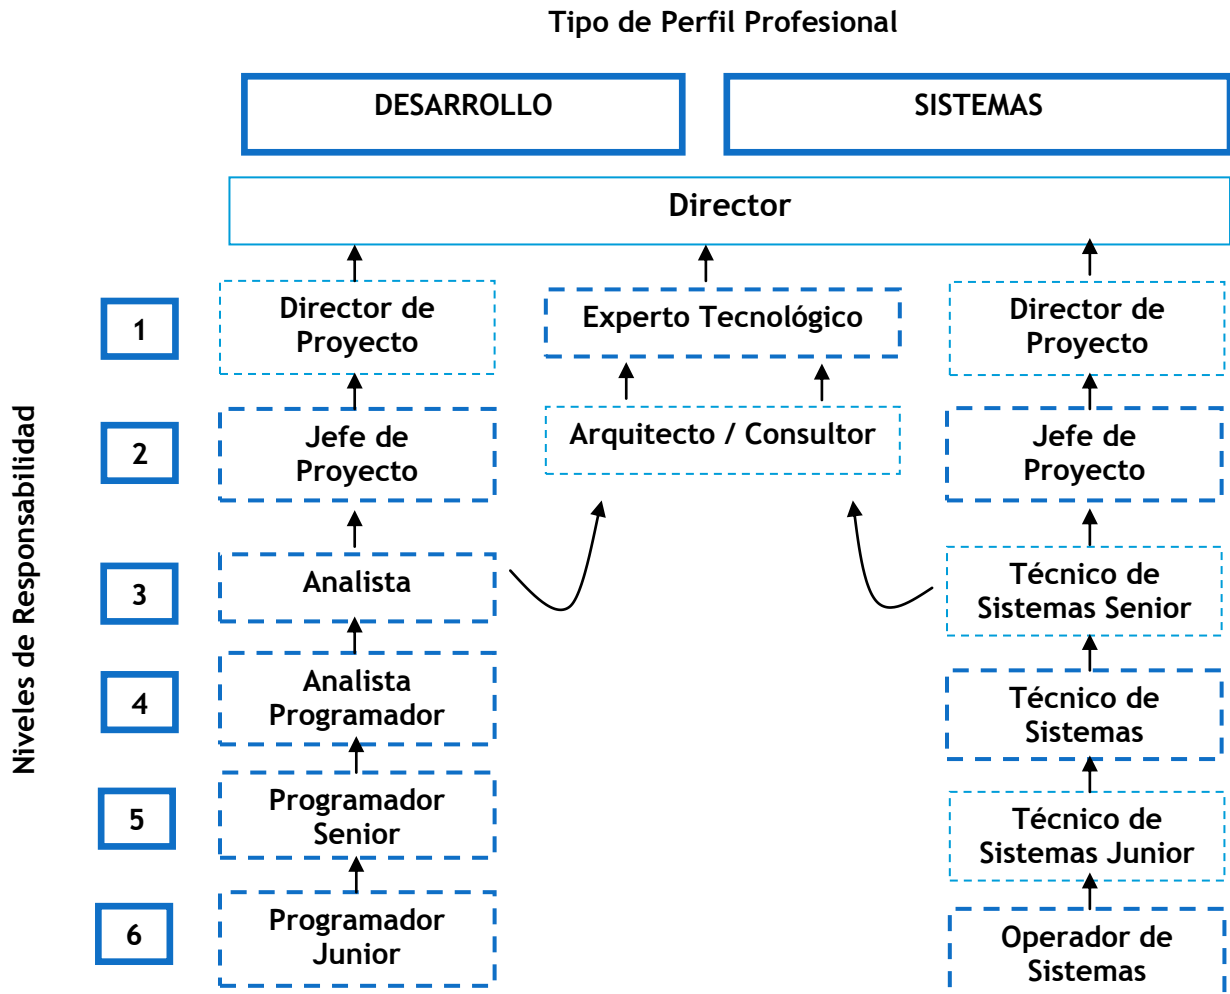 Tipo de Perfil Profesional
DESARROLLO
SISTEMAS
Director
Niveles de Responsabilidad
1
Director de
Proyecto
Experto Tecnológico
Director de
Proyecto
2
Jefe de
Proyecto
Arquitecto / Consultor
Jefe de
Proyecto
3
Analista
Técnico de
Sistemas Senior
4
Analista
Programador
Técnico de
Sistemas
5
Programador
Senior
Técnico de
Sistemas Junior
6
Programador
Junior
Operador de
Sistemas